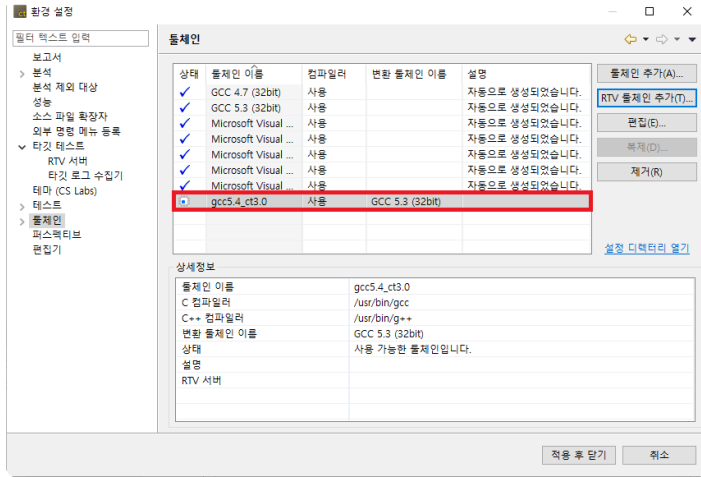 환경 설정
필터 텍스트 입력
보고서
분석
분석 제외 대상
성능
소스 파일 확장자
외부 명령 메뉴 등록
타깃 테스트
RTV 서버
타깃 로그 수집기
테마 (CS Labs)
테스트
툴체인
퍼스펙티브
편집기
툴체인
상태 툴체인 이름 컴파일러 변환 툴체인 이름 설명
GCC 4.7 (32bit) 사용 자동으로 생성되었습니다.
GCC 5.3 (32bit) 사용 자동으로 생성되었습니다.
Microsoft Visual ... 사용 자동으로 생성되었습니다.
Microsoft Visual ... 사용 자동으로 생성되었습니다.
Microsoft Visual ... 사용 자동으로 생성되었습니다.
Microsoft Visual ... 사용 자동으로 생성되었습니다.
Microsoft Visual ... 사용 자동으로 생성되었습니다.
gcc5.4_ct3.0 사용 GCC 5.3 (32bit)
툴체인 추가(A)...
RTV 툴체인 추가(T)...
편집(E)...
복제(D)...
제거(R)
설정 디렉터리 열기
상세정보
툴체인 이름 gcc5.4_ct3.0
C 컴파일러 /usr/bin/gcc
C++ 컴파일러 /usr/bin/g++
변환 툴체인 이름 GCC 5.3 (32bit)
상태 사용 가능한 툴체인입니다.
설명
RTV 서버
적용 후 닫기 취소